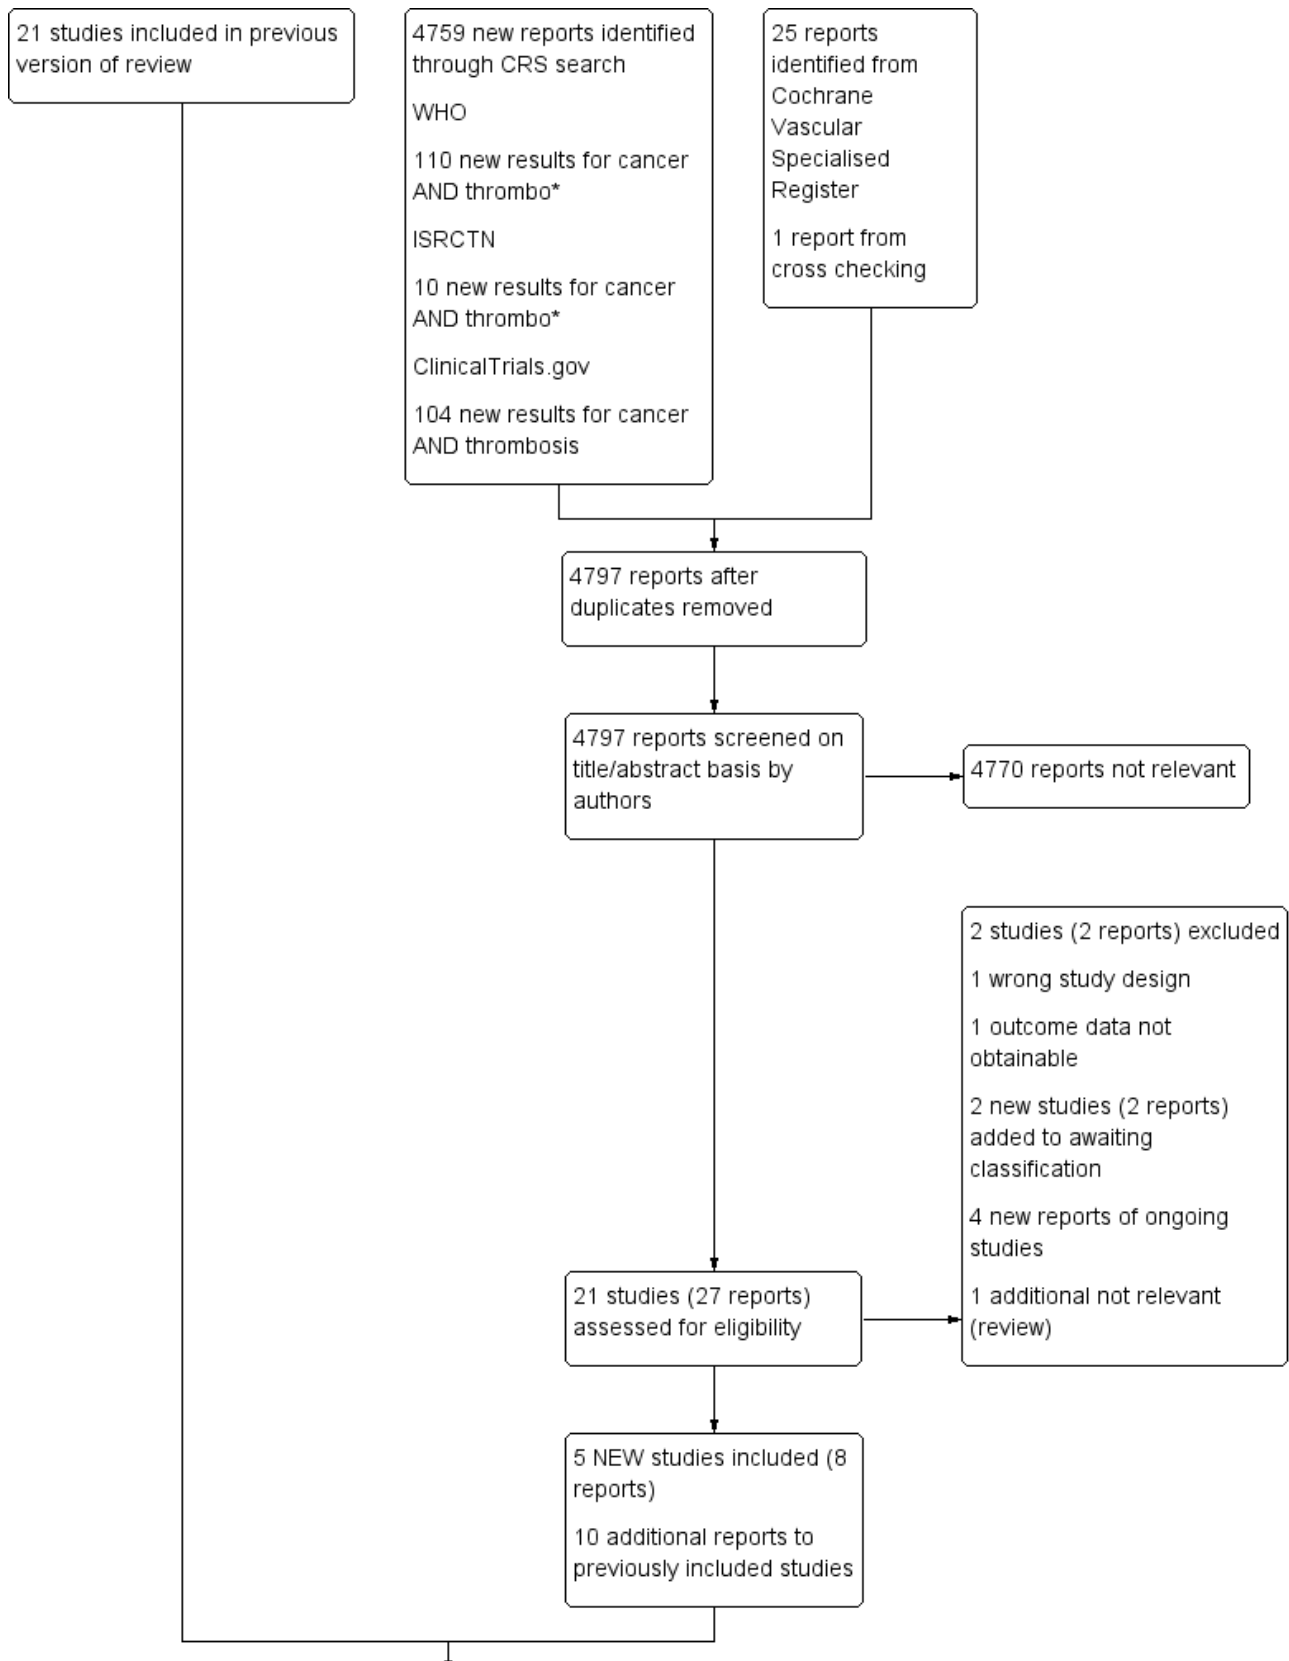 21 studies included in previous
version of review
4759 new reports identified
through CRS search
WHO
110 new results for cancer
AND thrombo*
ISRCTN
10 new results for cancer
AND thrombo*
ClinicalTrials.gov
104 new results for cancer
AND thrombosis
25 reports
identified from
Cochrane
Vascular
Specialised
Register
1 report from
cross checking
4797 reports after
duplicates removed
4797 reports screened on
title/abstract basis by
authors
4770 reports not relevant
2 studies (2 reports) excluded
1 wrong study design
1 outcome data not
obtainable
2 new studies (2 reports)
added to awaiting
classification
4 new reports of ongoing
studies
1 additional not relevant
(review)
21 studies (27 reports)
assessed for eligibility
5 NEW studies included (8
reports)
10 additional reports to
previously included studies